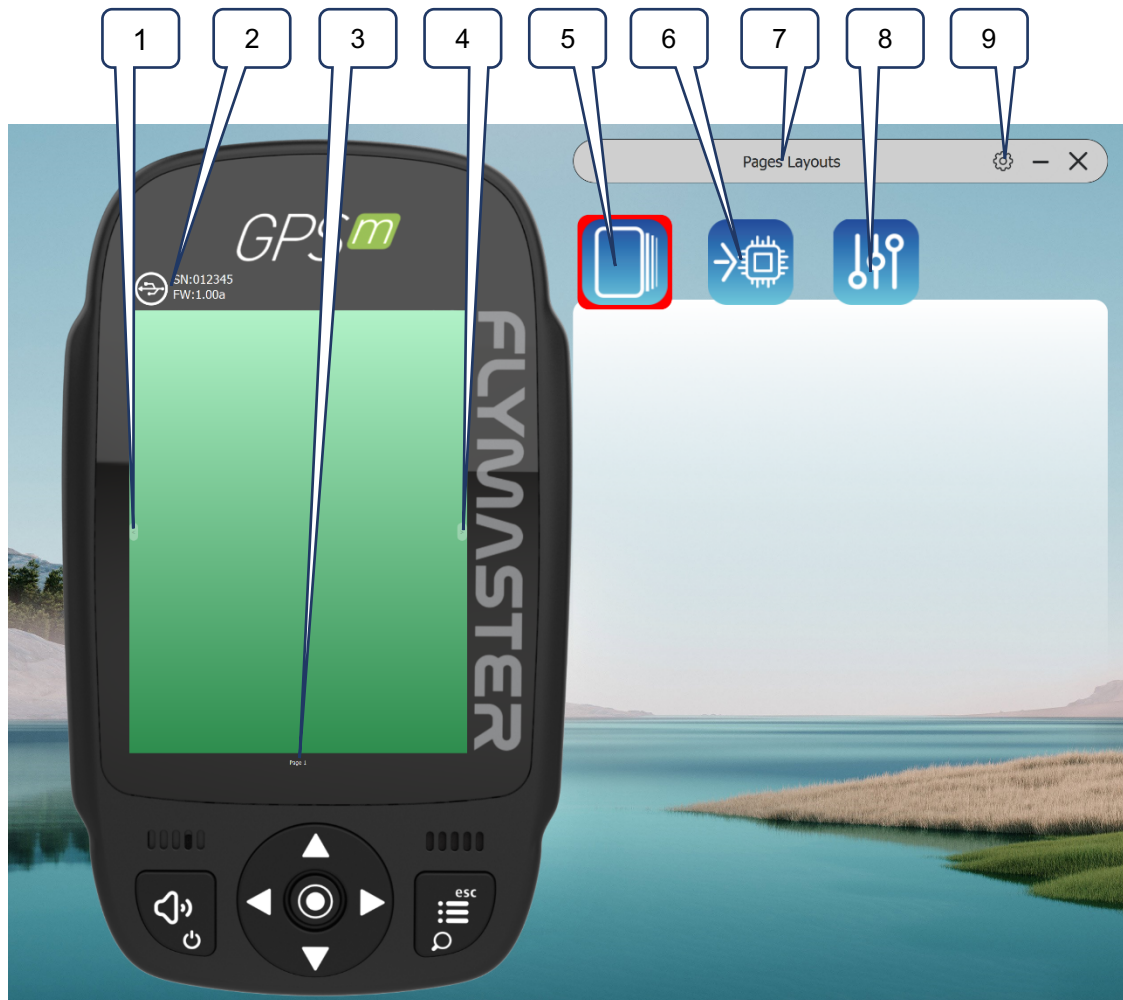 1 2 3 4 5 6 7 8 9
Pages Layouts
GPS m
SN:012345
FW:1.00a
FLYMASTER
Page 1
esc